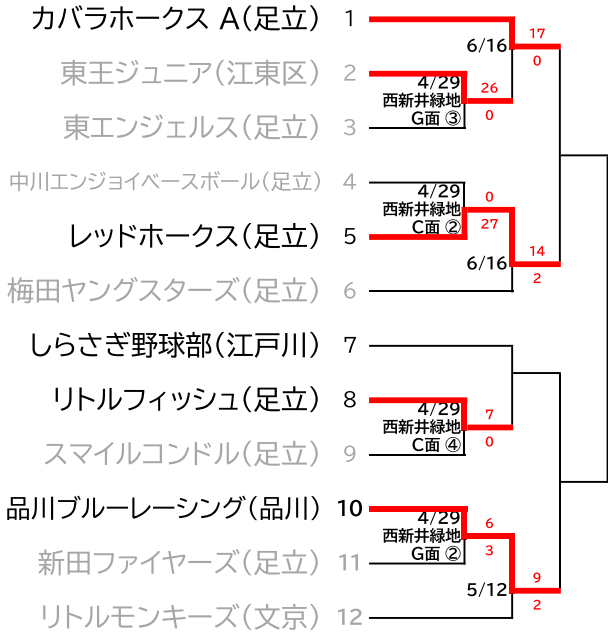 カバラホークス A(足立) 1
17
6/16
0
東王ジュニア(江東区) 2
4/29
26
西新井緑地
0
G面 ③
東エンジェルス(足立) 3
中川エンジョイベースボール(足立) 4
4/29
0
西新井緑地
27
C面 ②
レッドホークス(足立) 5
14
6/16
2
梅田ヤングスターズ(足立) 6
しらさぎ野球部(江戸川) 7
リトルフィッシュ(足立) 8
4/29
7
西新井緑地
0
C面 ④
スマイルコンドル(足立) 9
品川ブルーレーシング(品川) 10
4/29
6
西新井緑地
3
G面 ②
新田ファイヤーズ(足立) 11
9
5/12
2
リトルモンキーズ(文京) 12